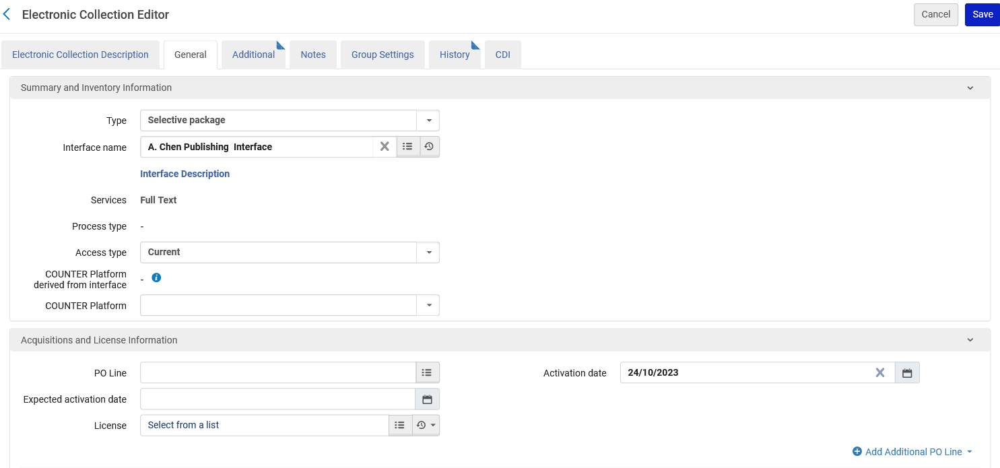 Electronic Collection Editor
Cancel
Save
Electronic Collection Description
General
Additional
Notes
Group Settings
History
CDI
Summary and Inventory Information
Type
Selective package
Interface name
A. Chen Publishing  Interface
Interface Description
Services
Full Text
Process type
-
Access type
Current
COUNTER Platform
derived from interface
-
COUNTER Platform
Acquisitions and License Information
PO Line
Activation date
24/10/2023
Expected activation date
License
Select from a list
Add Additional PO Line